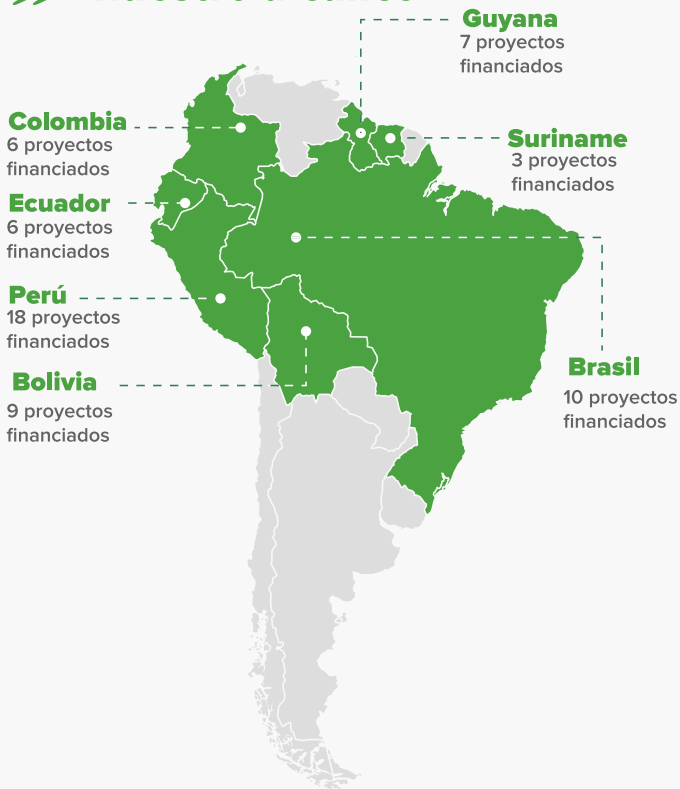 Guyana
7 proyectos
financiados
Colombia
6 proyectos
financiados
Suriname
3 proyectos
financiados
Ecuador
6 proyectos
financiados
Perú
18 proyectos
financiados
Brasil
10 proyectos
financiados
Bolivia
9 proyectos
financiados